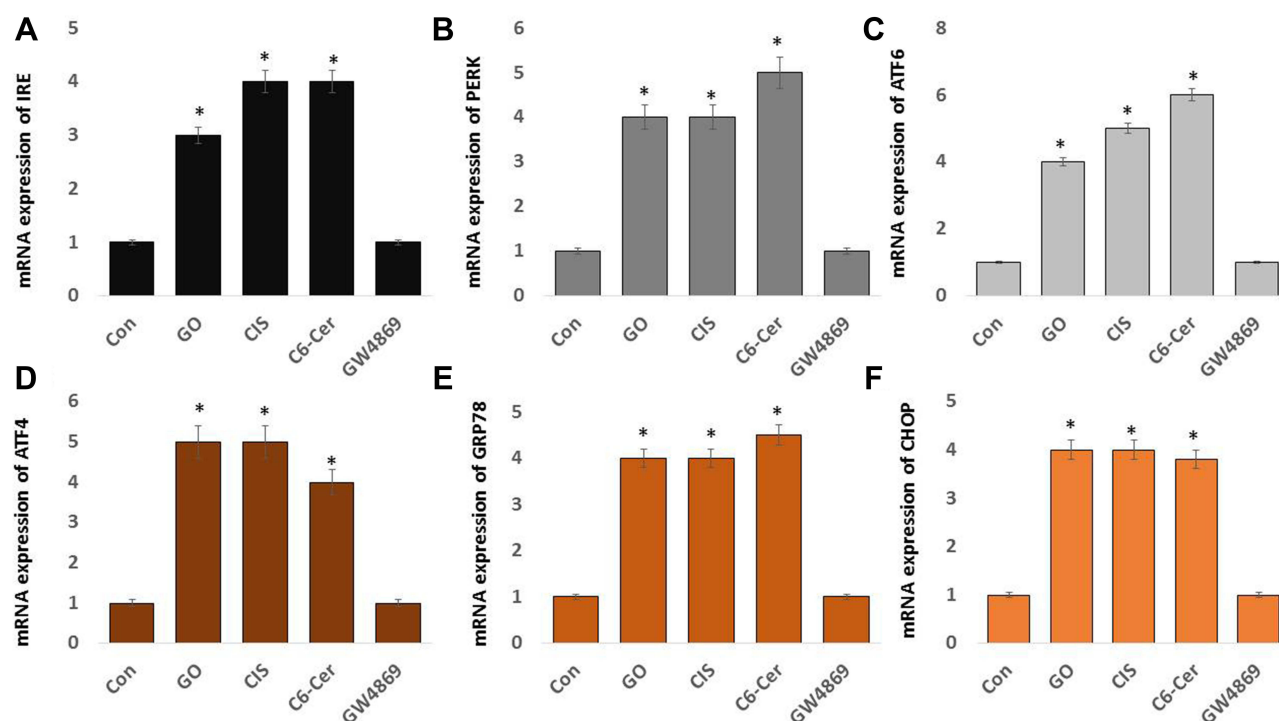 A
mRNA expression of IRE
5
4
3
2
1
0
*
*
*
Con
GO
CIS
C6-Cer
GW4869
B
mRNA expression of PERK
6
5
4
3
2
1
0
*
*
*
Con
GO
CIS
C6-Cer
GW4869
C
mRNA expression of ATF6
8
6
4
2
0
*
*
*
Con
GO
CIS
C6-Cer
GW4869
D
mRNA expression of ATF4
6
5
4
3
2
1
0
*
*
*
Con
GO
CIS
C6-Cer
GW4869
E
mRNA expression of GRP78
5
4
3
2
1
0
*
*
*
Con
GO
CIS
C6-Cer
GW4869
F
mRNA expression of CHOP
5
4
3
2
1
0
*
*
*
Con
GO
CIS
C6-Cer
GW4869